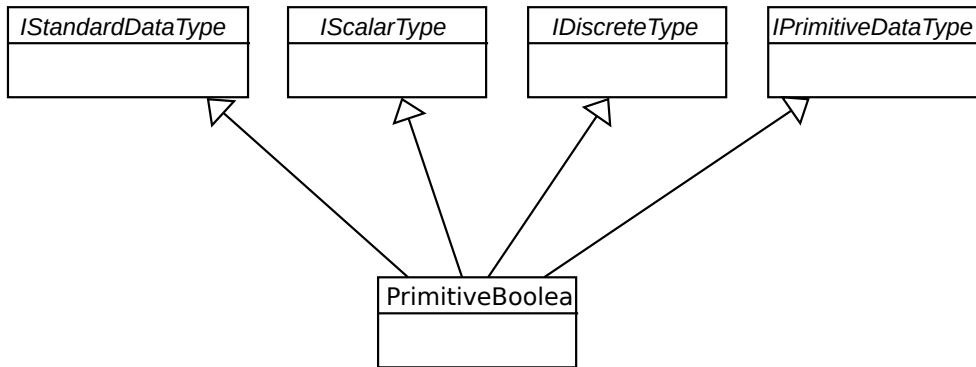 IStandardDataType
IScalarType
IDiscreteType
IPrimitiveDataType
PrimitiveBoolea